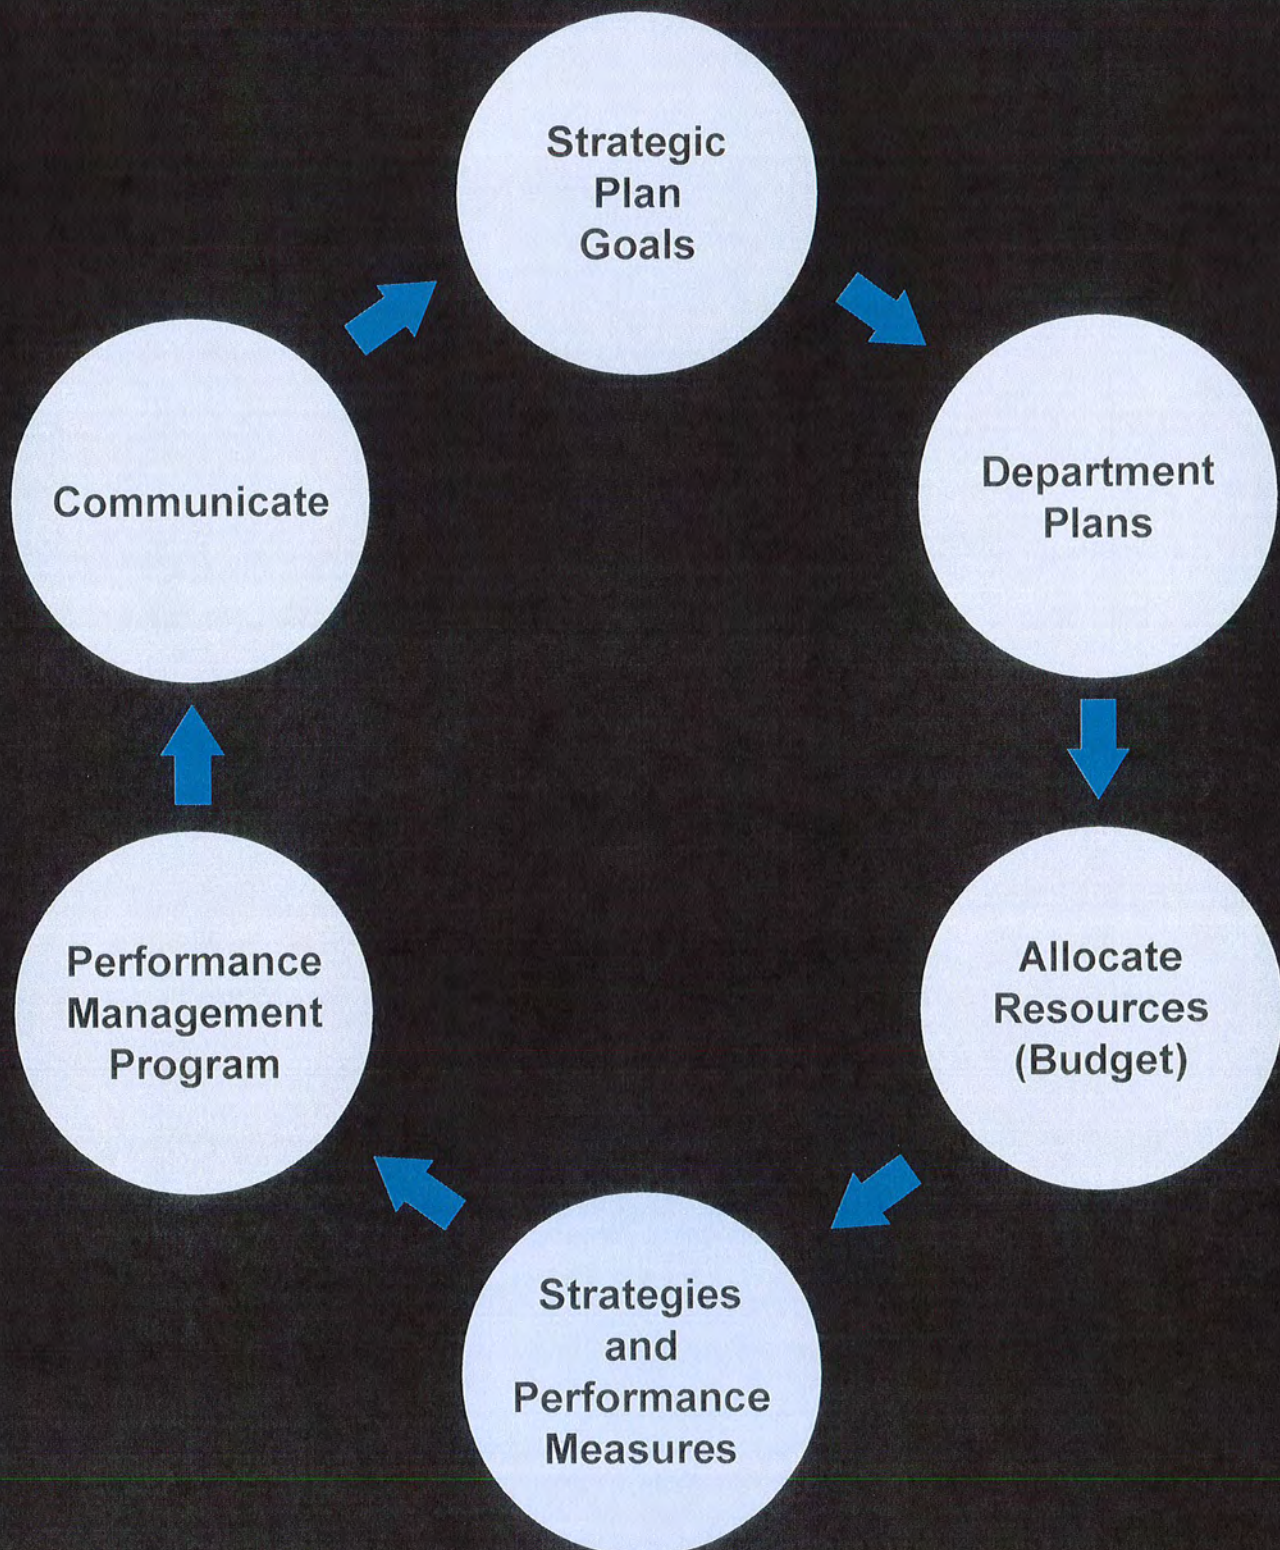 Strategic
Plan
Goals
Department
Plans
Allocate
Resources
(Budget)
Strategies
and
Performance
Measures
Performance
Management
Program
Communicate